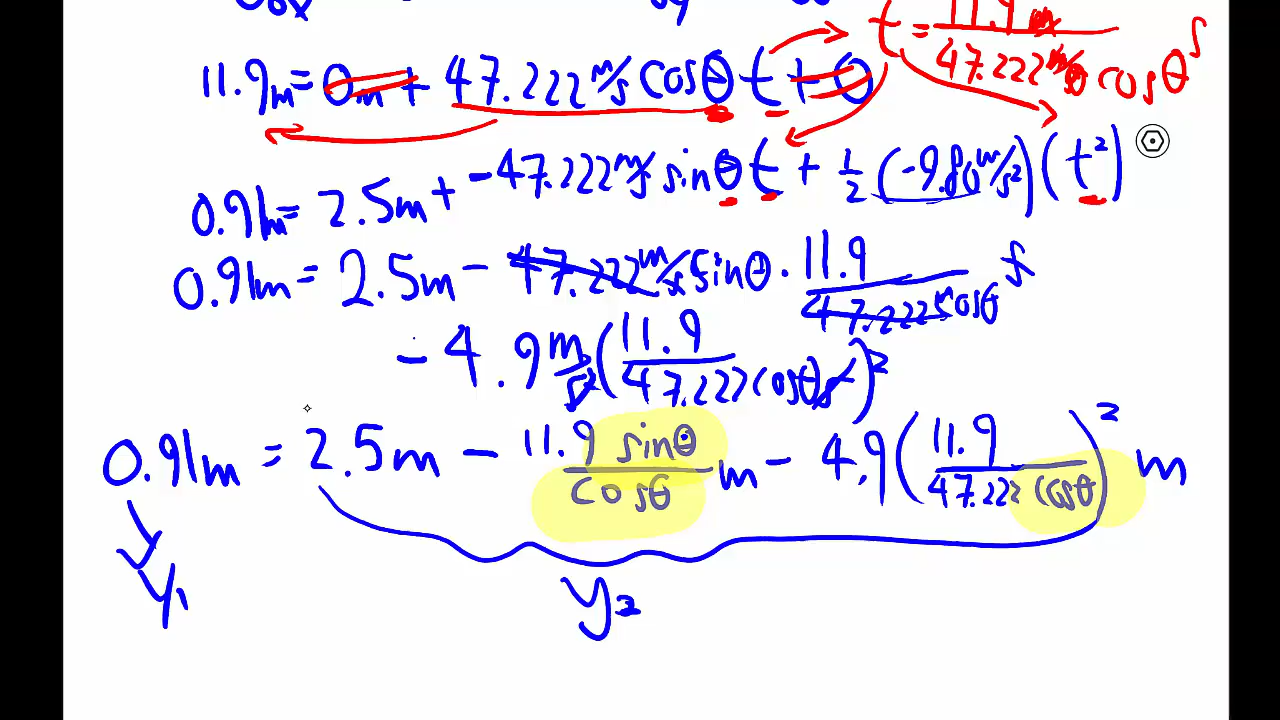 t = 11.9 m / 47.222 m/s cosθ s
11.9m = 0m + 47.222 m/s cosθ t + 0
0.91m = 2.5m + -47.222 m/s sinθ t + 1/2 (-9.80 m/s²)(t²)
0.91m = 2.5m - 47.222 m/s sinθ · 11.9 / 47.222 cosθ s
- 4.9 m/s² (11.9 / 47.222 cosθ s)²
0.91m = 2.5m - 11.9 sinθ / cosθ m - 4.9 (11.9 / 47.222 cosθ)² m
y₁
y₂